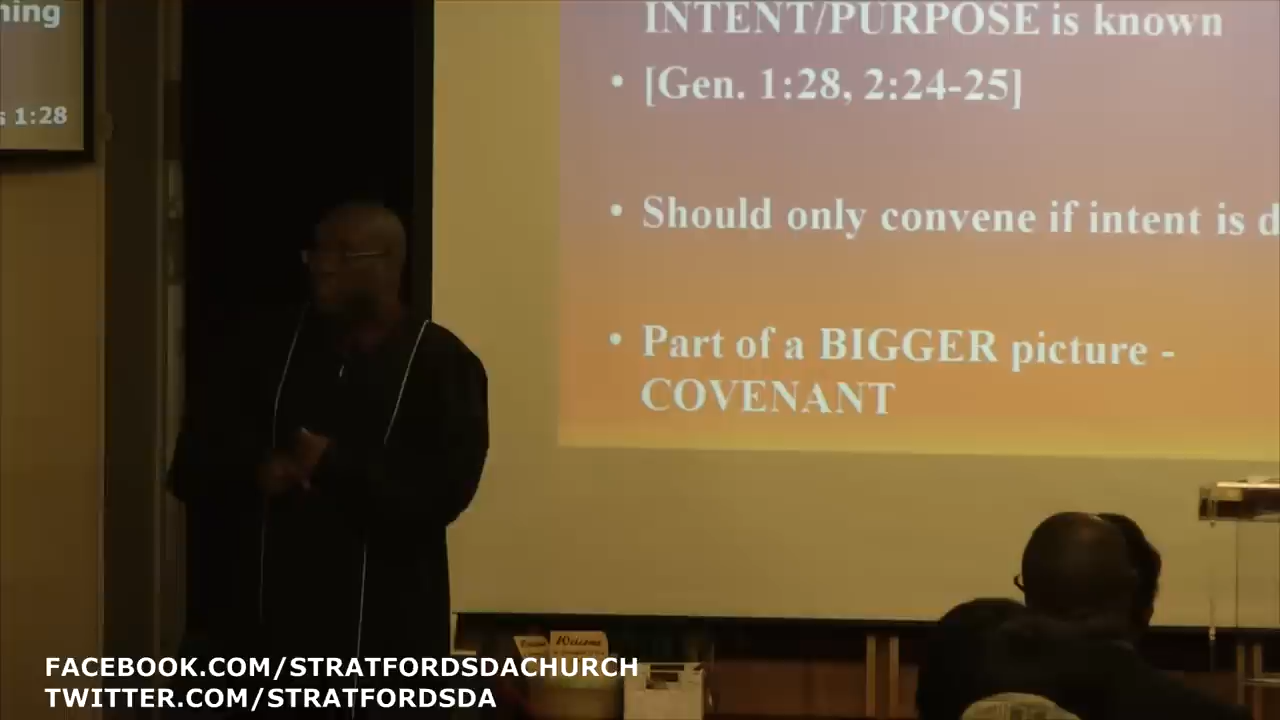 ning
s 1:28
INTENT/PURPOSE is known
• [Gen. 1:28, 2:24-25]
• Should only convene if intent is d
• Part of a BIGGER picture -
COVENANT
Welcome
FACEBOOK.COM/STRATFORDSDACHURCH
TWITTER.COM/STRATFORDSDA